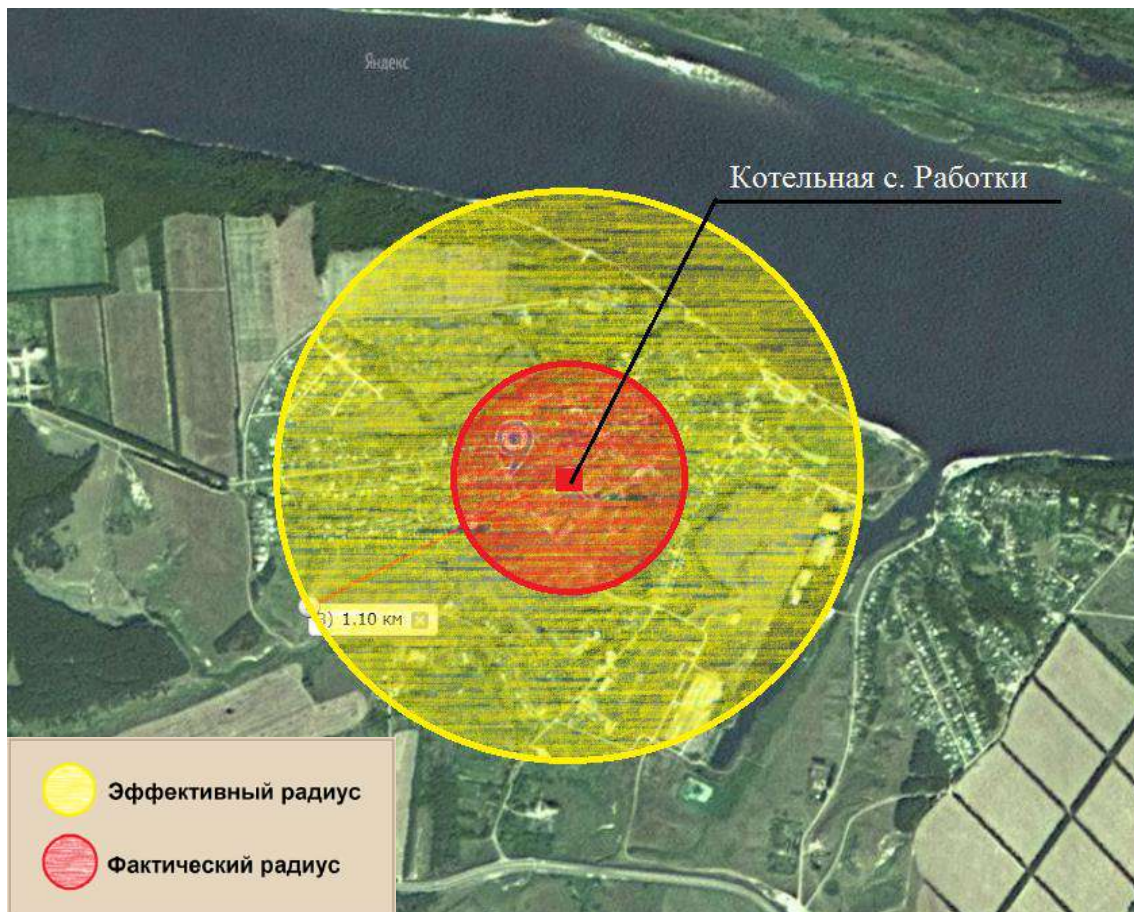 Яндекс
Котельная с. Работки
1.10 км
Эффективный радиус
Фактический радиус